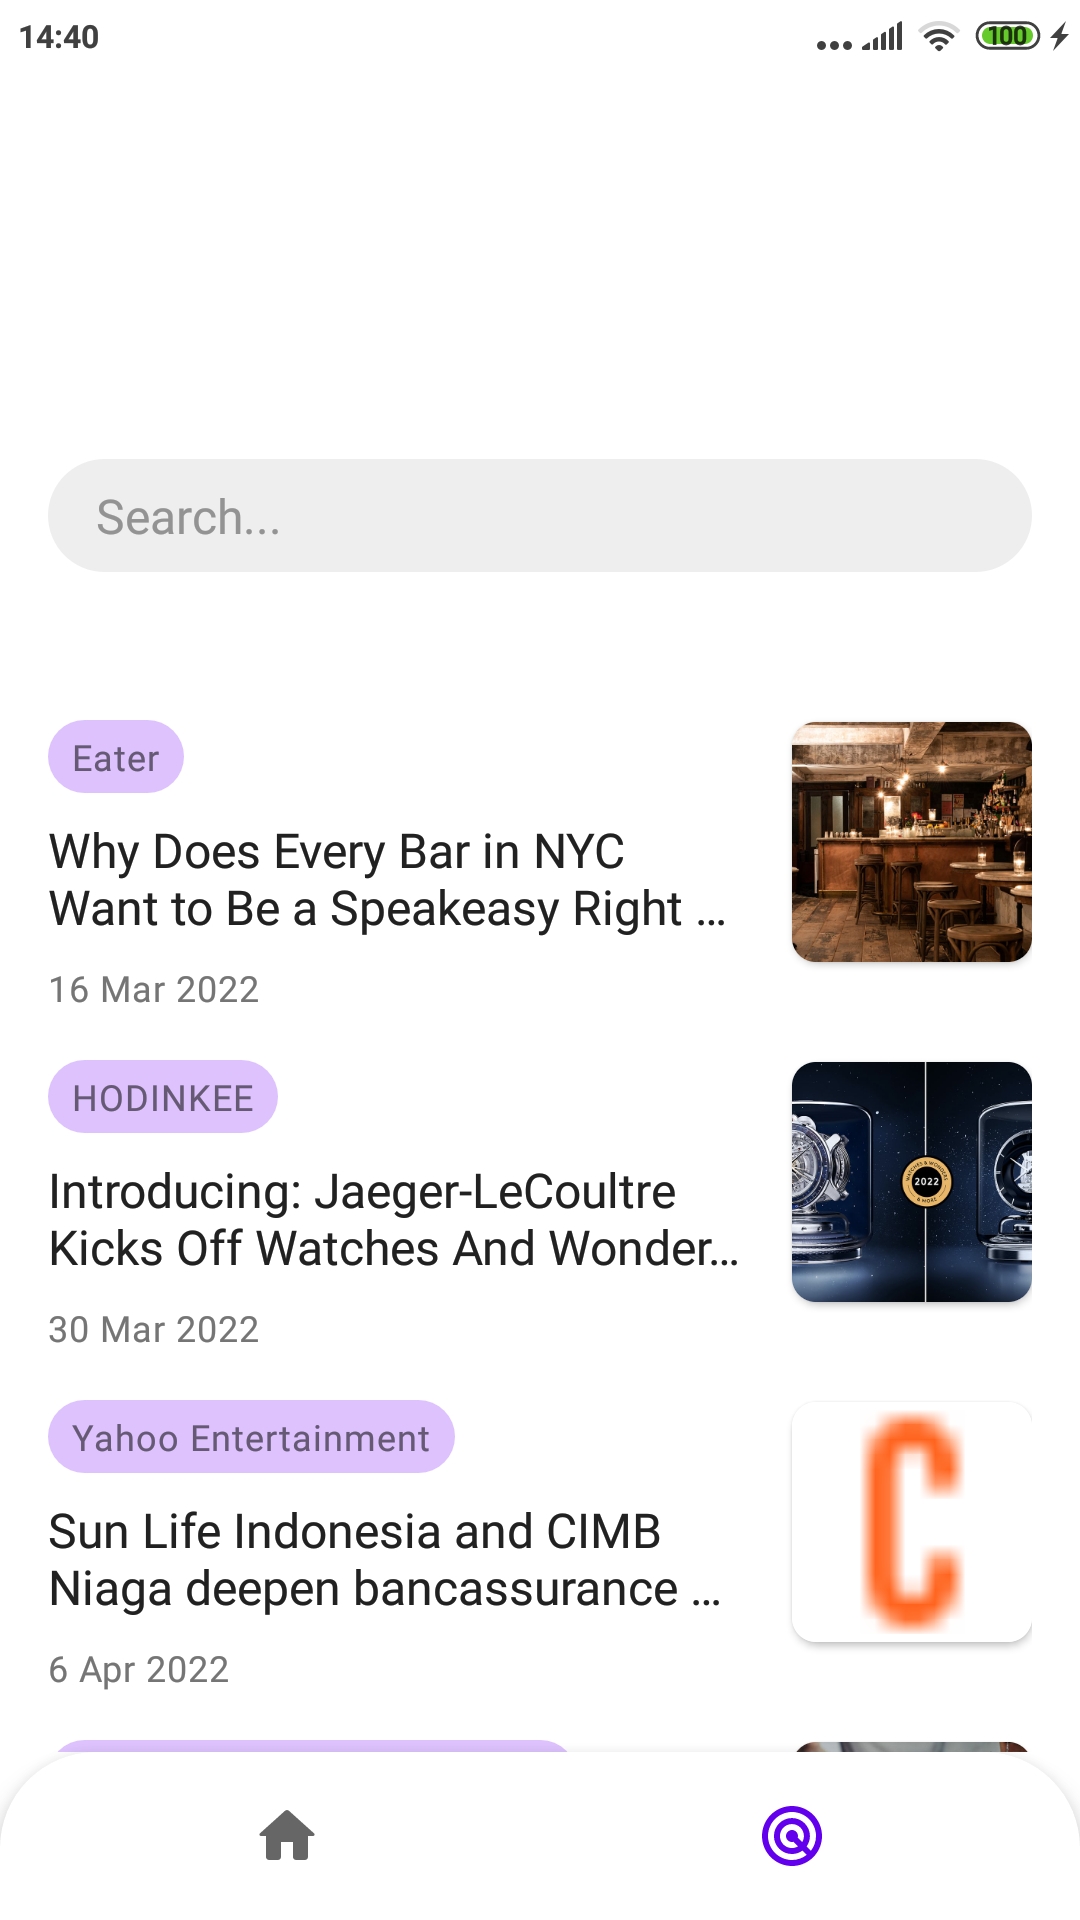 14:40
100
Search...
Eater
Why Does Every Bar in NYC
Want to Be a Speakeasy Right ...
16 Mar 2022
HODINKEE
Introducing: Jaeger-LeCoultre
Kicks Off Watches And Wonder...
2022
30 Mar 2022
Yahoo Entertainment
Sun Life Indonesia and CIMB
Niaga deepen bancassurance ...
C
6 Apr 2022